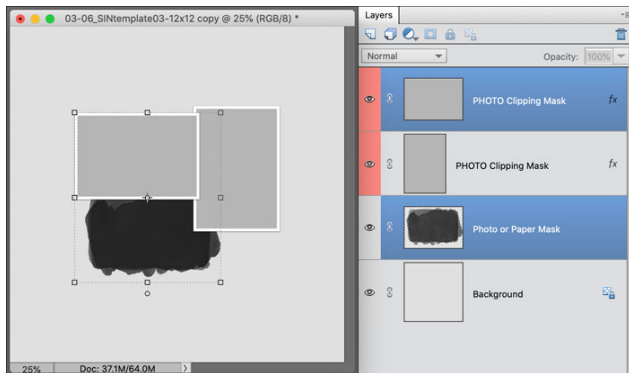 03-06_SINtemplate03-12x12 copy @ 25% (RGB/8) *
Layers
Normal
Opacity: 100%
PHOTO Clipping Mask fx
PHOTO Clipping Mask fx
Photo or Paper Mask
Background
25% Doc: 37.1M/64.0M